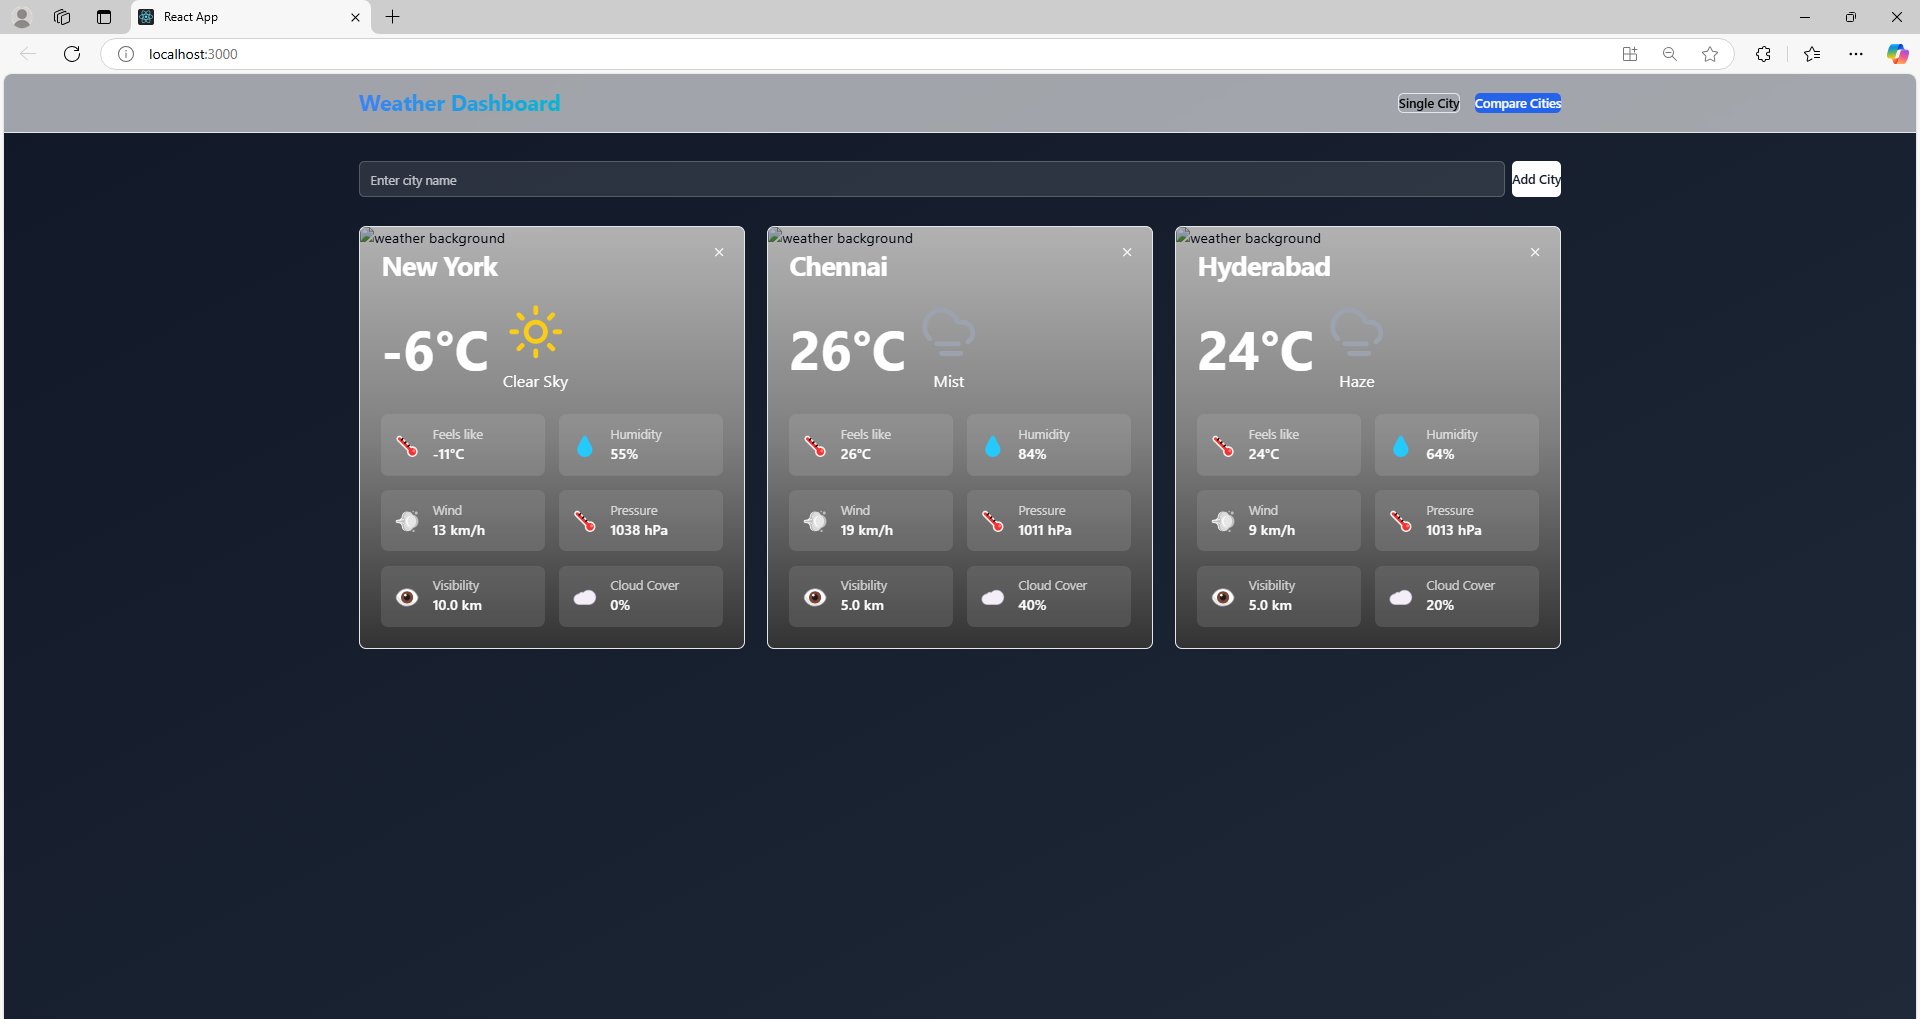 React App
localhost:3000
Weather Dashboard
Single City
Compare Cities
Enter city name
Add City
weather background
New York
-6°C
Clear Sky
Feels like
-11°C
Humidity
55%
Wind
13 km/h
Pressure
1038 hPa
Visibility
10.0 km
Cloud Cover
0%
weather background
Chennai
26°C
Mist
Feels like
26°C
Humidity
84%
Wind
19 km/h
Pressure
1011 hPa
Visibility
5.0 km
Cloud Cover
40%
weather background
Hyderabad
24°C
Haze
Feels like
24°C
Humidity
64%
Wind
9 km/h
Pressure
1013 hPa
Visibility
5.0 km
Cloud Cover
20%